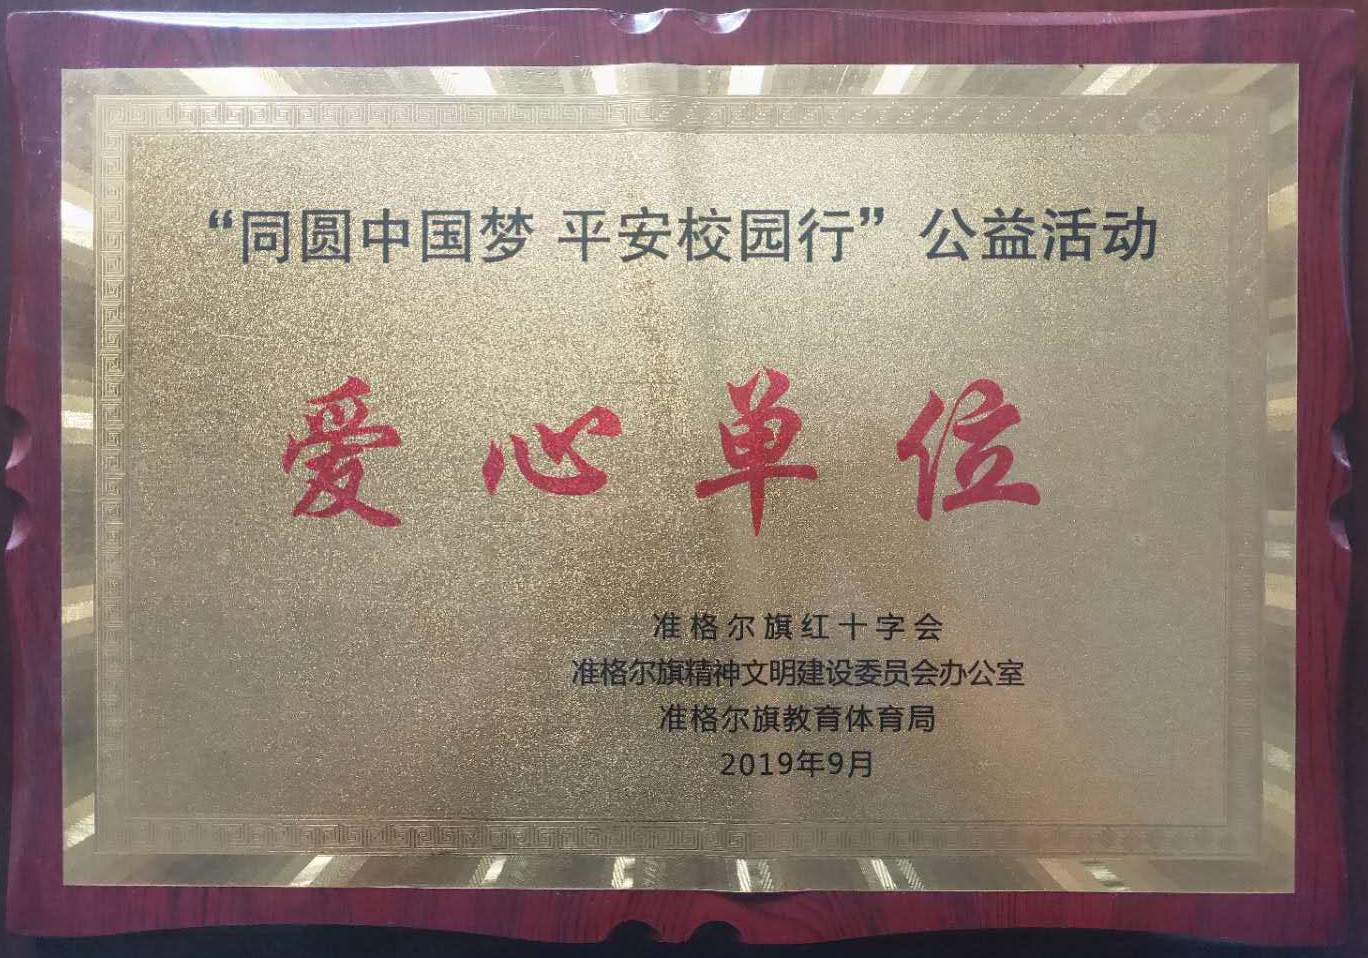 “同圆中国梦 平安校园行”公益活动
爱心单位
准格尔旗红十字会
准格尔旗精神文明建设委员会办公室
准格尔旗教育体育局
2019年9月